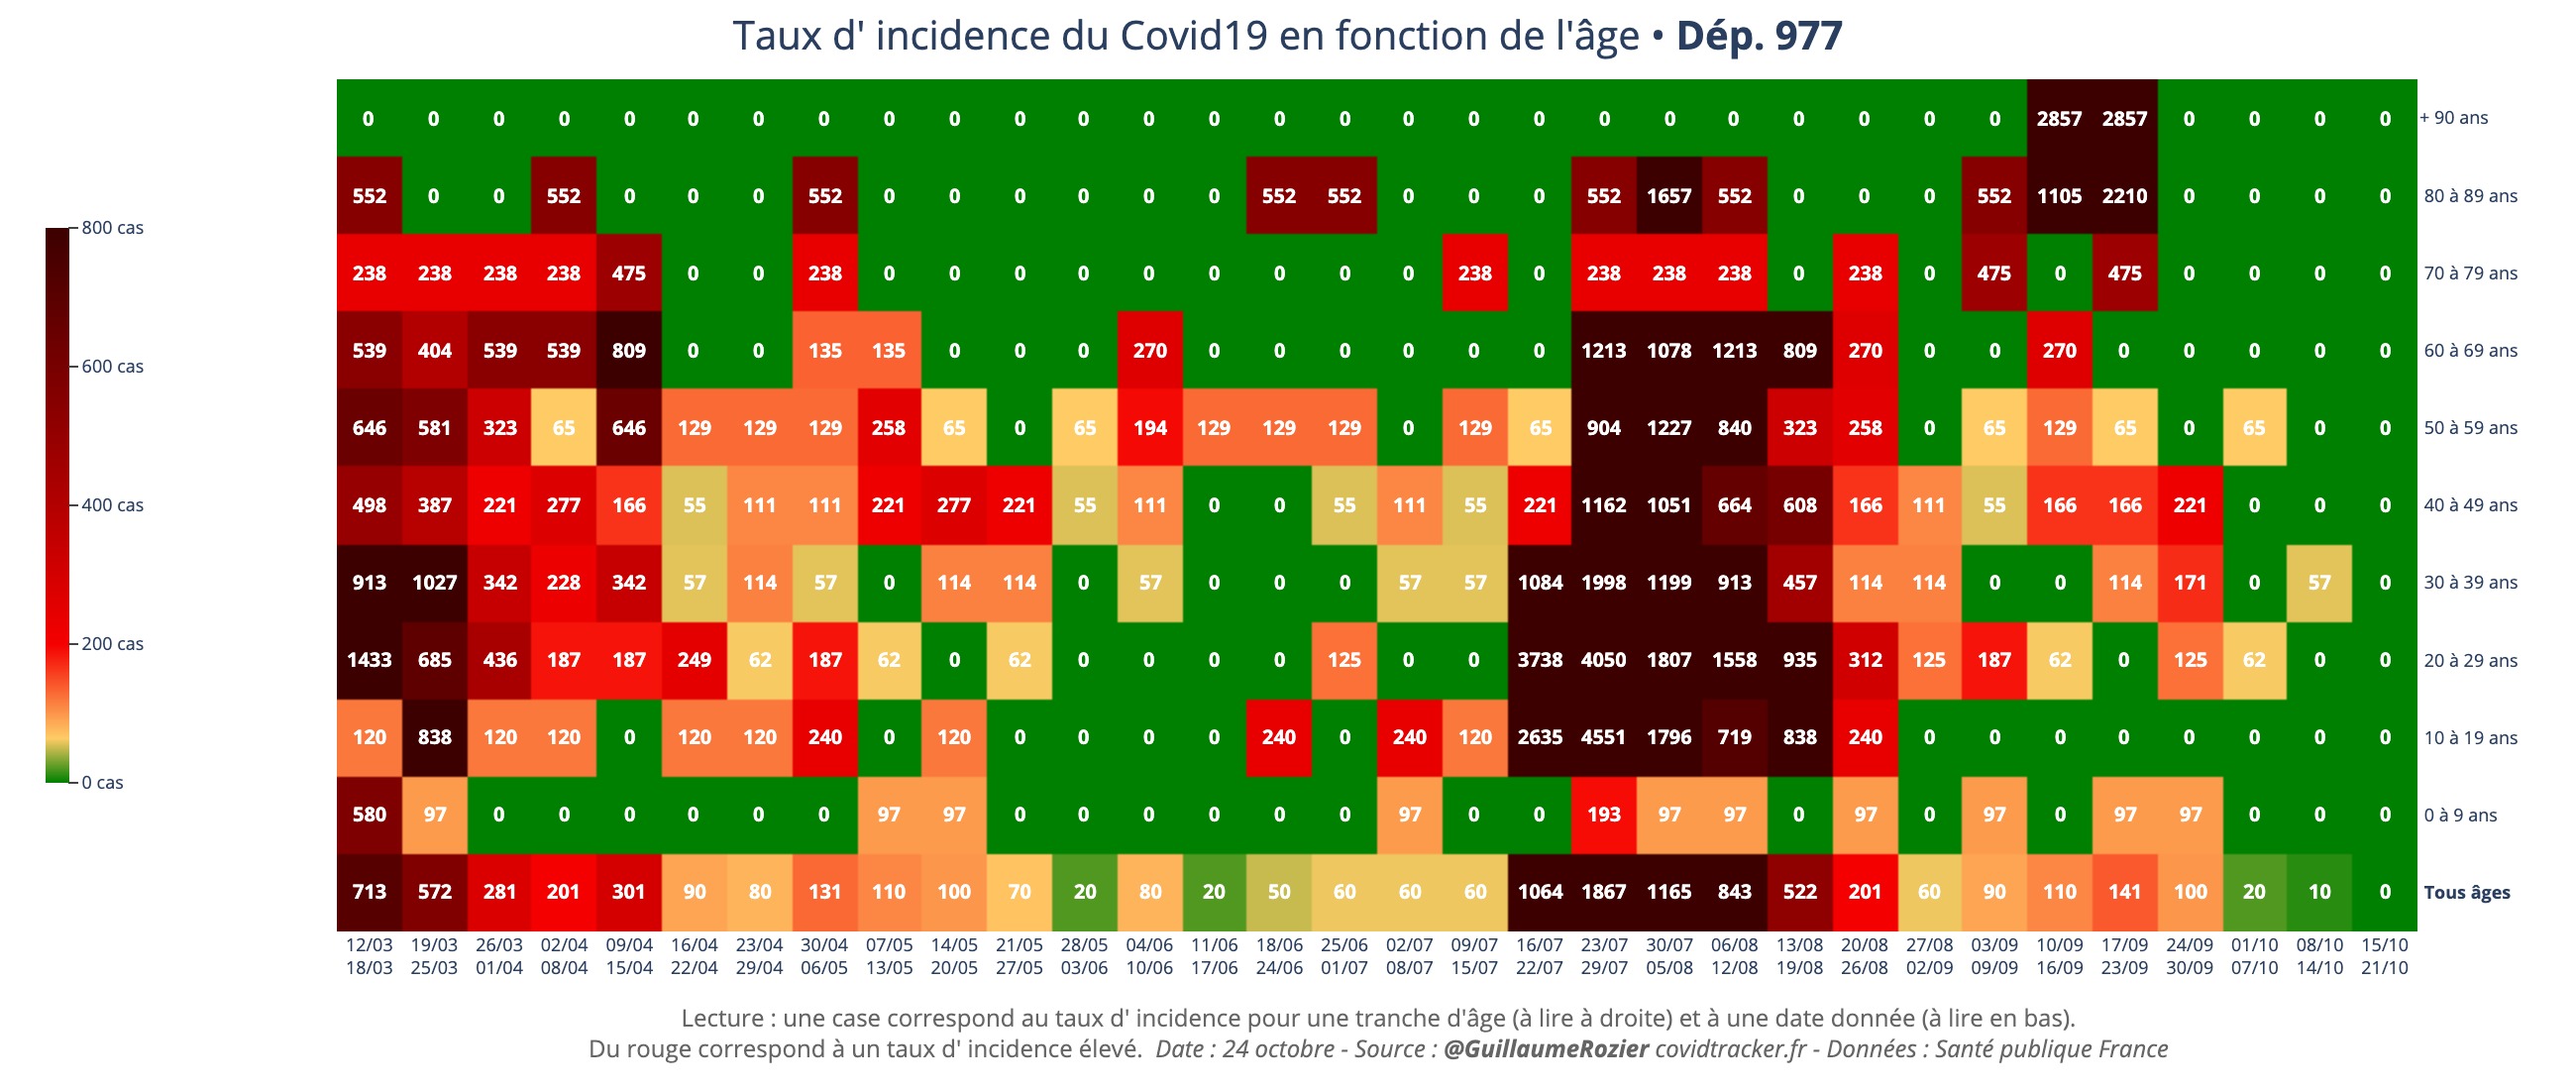 Taux d' incidence du Covid19 en fonction de l'âge • Dép. 977
0 0 0 0 0 0 0 0 0 0 0 0 0 0 0 0 0 0 0 0 0 0 0 0 0 0 2857 2857 0 0 0 0 + 90 ans
552 0 0 552 0 0 0 552 0 0 0 0 0 0 552 552 0 0 0 552 1657 552 0 0 0 552 1105 2210 0 0 0 0 80 à 89 ans
800 cas
238 238 238 238 475 0 0 238 0 0 0 0 0 0 0 0 0 238 0 238 238 238 0 238 0 475 0 475 0 0 0 0 70 à 79 ans
539 404 539 539 809 0 0 135 135 0 0 0 270 0 0 0 0 0 0 1213 1078 1213 809 270 0 0 270 0 0 0 0 0 60 à 69 ans
600 cas
646 581 323 65 646 129 129 129 258 65 0 65 194 129 129 129 0 129 65 904 1227 840 323 258 0 65 129 65 0 65 0 0 50 à 59 ans
400 cas
498 387 221 277 166 55 111 111 221 277 221 55 111 0 0 55 111 55 221 1162 1051 664 608 166 111 55 166 166 221 0 0 0 40 à 49 ans
913 1027 342 228 342 57 114 57 0 114 114 0 57 0 0 0 57 57 1084 1998 1199 913 457 114 114 0 0 114 171 0 57 0 30 à 39 ans
200 cas
1433 685 436 187 187 249 62 187 62 0 62 0 0 0 0 125 0 0 3738 4050 1807 1558 935 312 125 187 62 0 125 62 0 0 20 à 29 ans
120 838 120 120 0 120 120 240 0 120 0 0 0 0 240 0 240 120 2635 4551 1796 719 838 240 0 0 0 0 0 0 0 0 10 à 19 ans
0 cas
580 97 0 0 0 0 0 0 97 97 0 0 0 0 0 0 97 0 0 193 97 97 0 97 0 97 0 97 97 0 0 0 0 à 9 ans
713 572 281 201 301 90 80 131 110 100 70 20 80 20 50 60 60 60 1064 1867 1165 843 522 201 60 90 110 141 100 20 10 0 Tous âges
12/03 19/03 26/03 02/04 09/04 16/04 23/04 30/04 07/05 14/05 21/05 28/05 04/06 11/06 18/06 25/06 02/07 09/07 16/07 23/07 30/07 06/08 13/08 20/08 27/08 03/09 10/09 17/09 24/09 01/10 08/10 15/10
18/03 25/03 01/04 08/04 15/04 22/04 29/04 06/05 13/05 20/05 27/05 03/06 10/06 17/06 24/06 01/07 08/07 15/07 22/07 29/07 05/08 12/08 19/08 26/08 02/09 09/09 16/09 23/09 30/09 07/10 14/10 21/10
Lecture : une case correspond au taux d' incidence pour une tranche d'âge (à lire à droite) et à une date donnée (à lire en bas).
Du rouge correspond à un taux d' incidence élevé. Date : 24 octobre - Source : @GuillaumeRozier covidtracker.fr - Données : Santé publique France